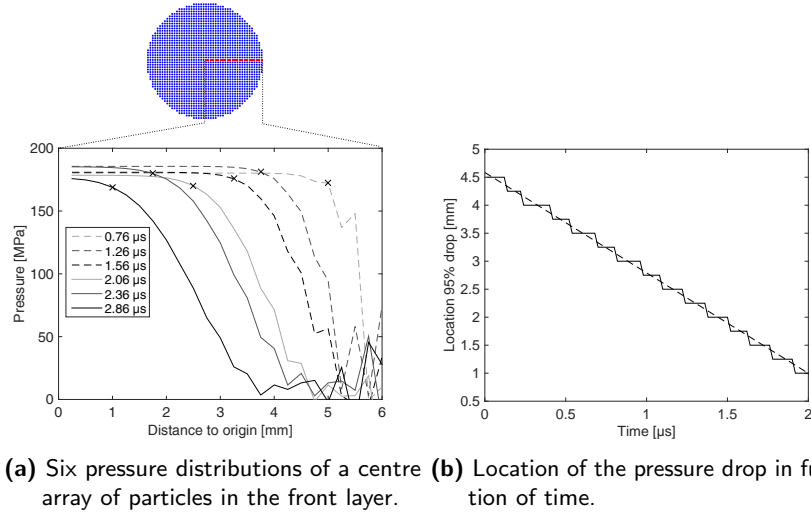 200
150
100
50
0
Pressure [MPa]
0.76 µs
1.26 µs
1.56 µs
2.06 µs
2.36 µs
2.86 µs
0 1 2 3 4 5 6
Distance to origin [mm]
5
4.5
4
3.5
3
2.5
2
1.5
1
0.5
Location 95% drop [mm]
0 0.5 1 1.5 2
Time [µs]
(a) Six pressure distributions of a centre
array of particles in the front layer.
(b) Location of the pressure drop in fu
tion of time.